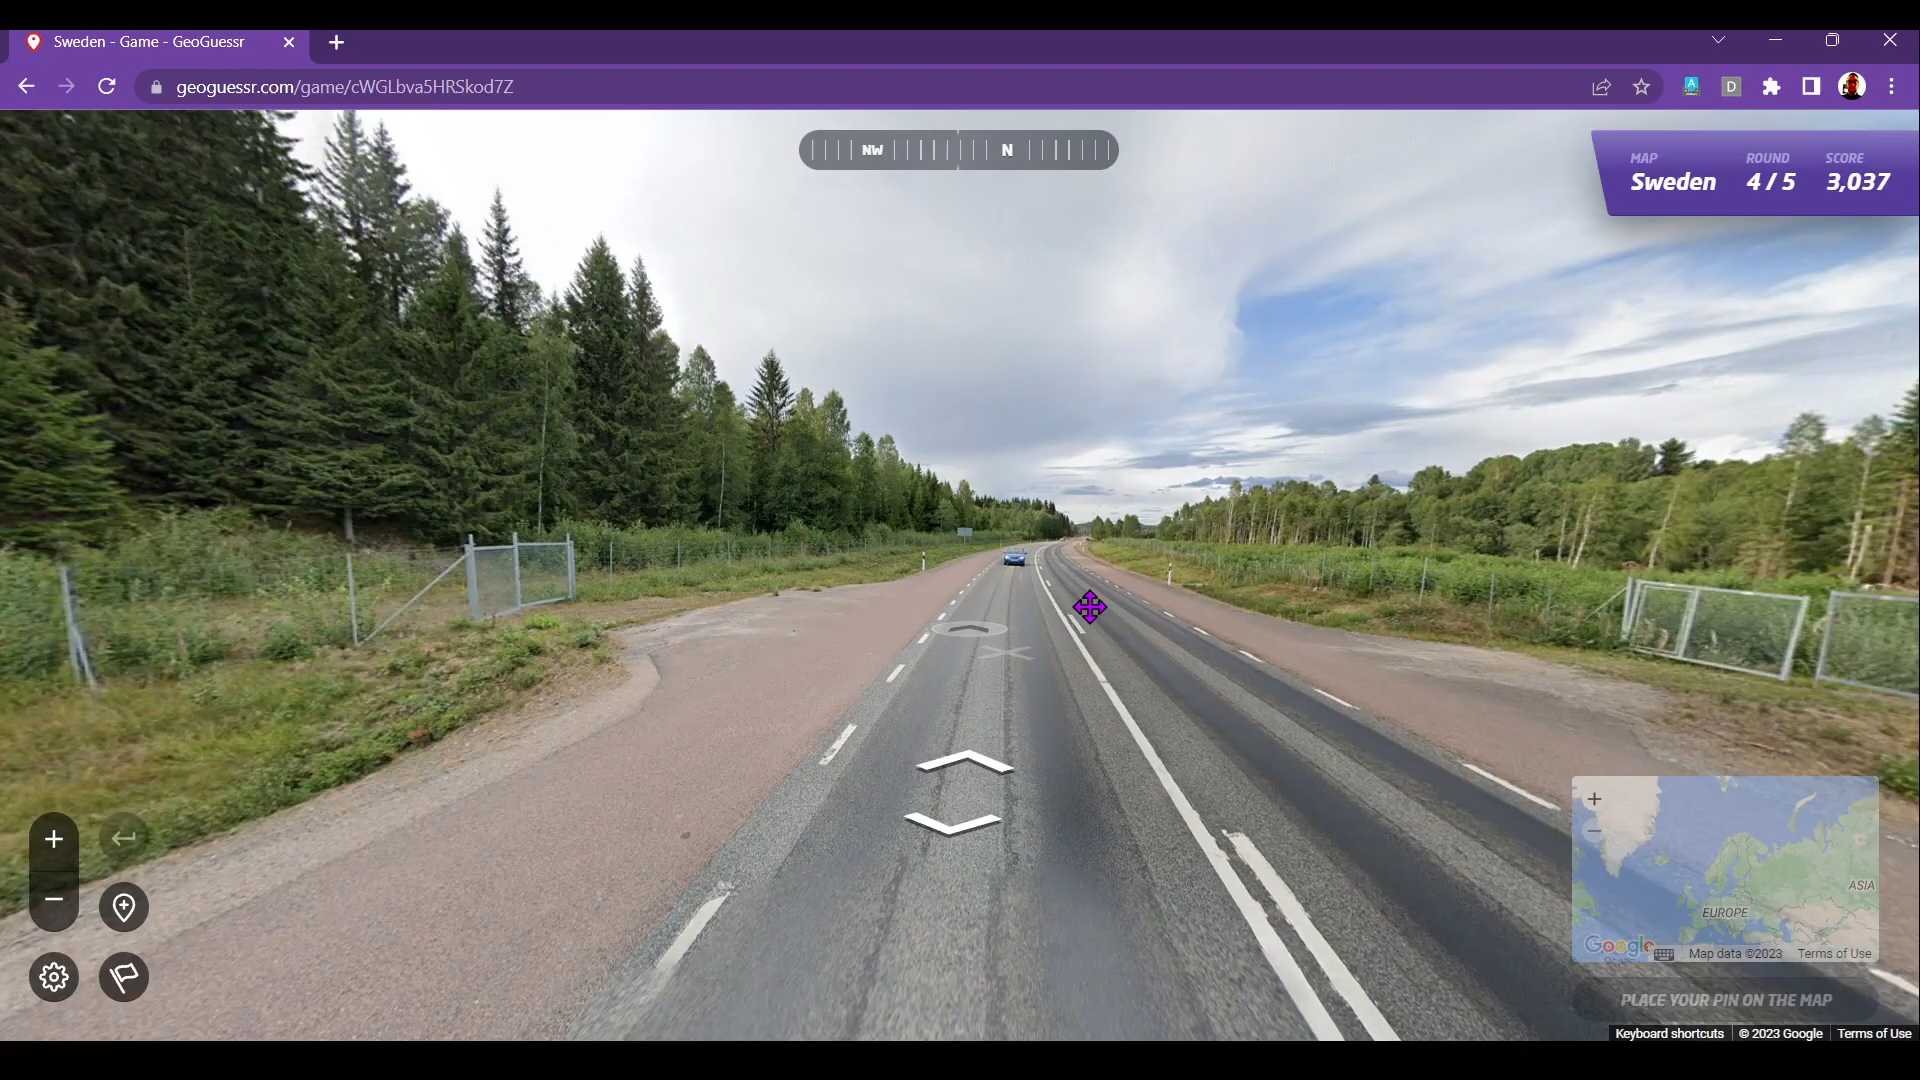 Sweden - Game - GeoGuessr
geoguessr.com/game/cWGLbva5HRSkod7Z
A
D
NW
N
MAP
ROUND
SCORE
Sweden
4 / 5
3,037
ASIA
EUROPE
Google
Map data ©2023
Terms of Use
PLACE YOUR PIN ON THE MAP
Keyboard shortcuts
© 2023 Google
Terms of Use